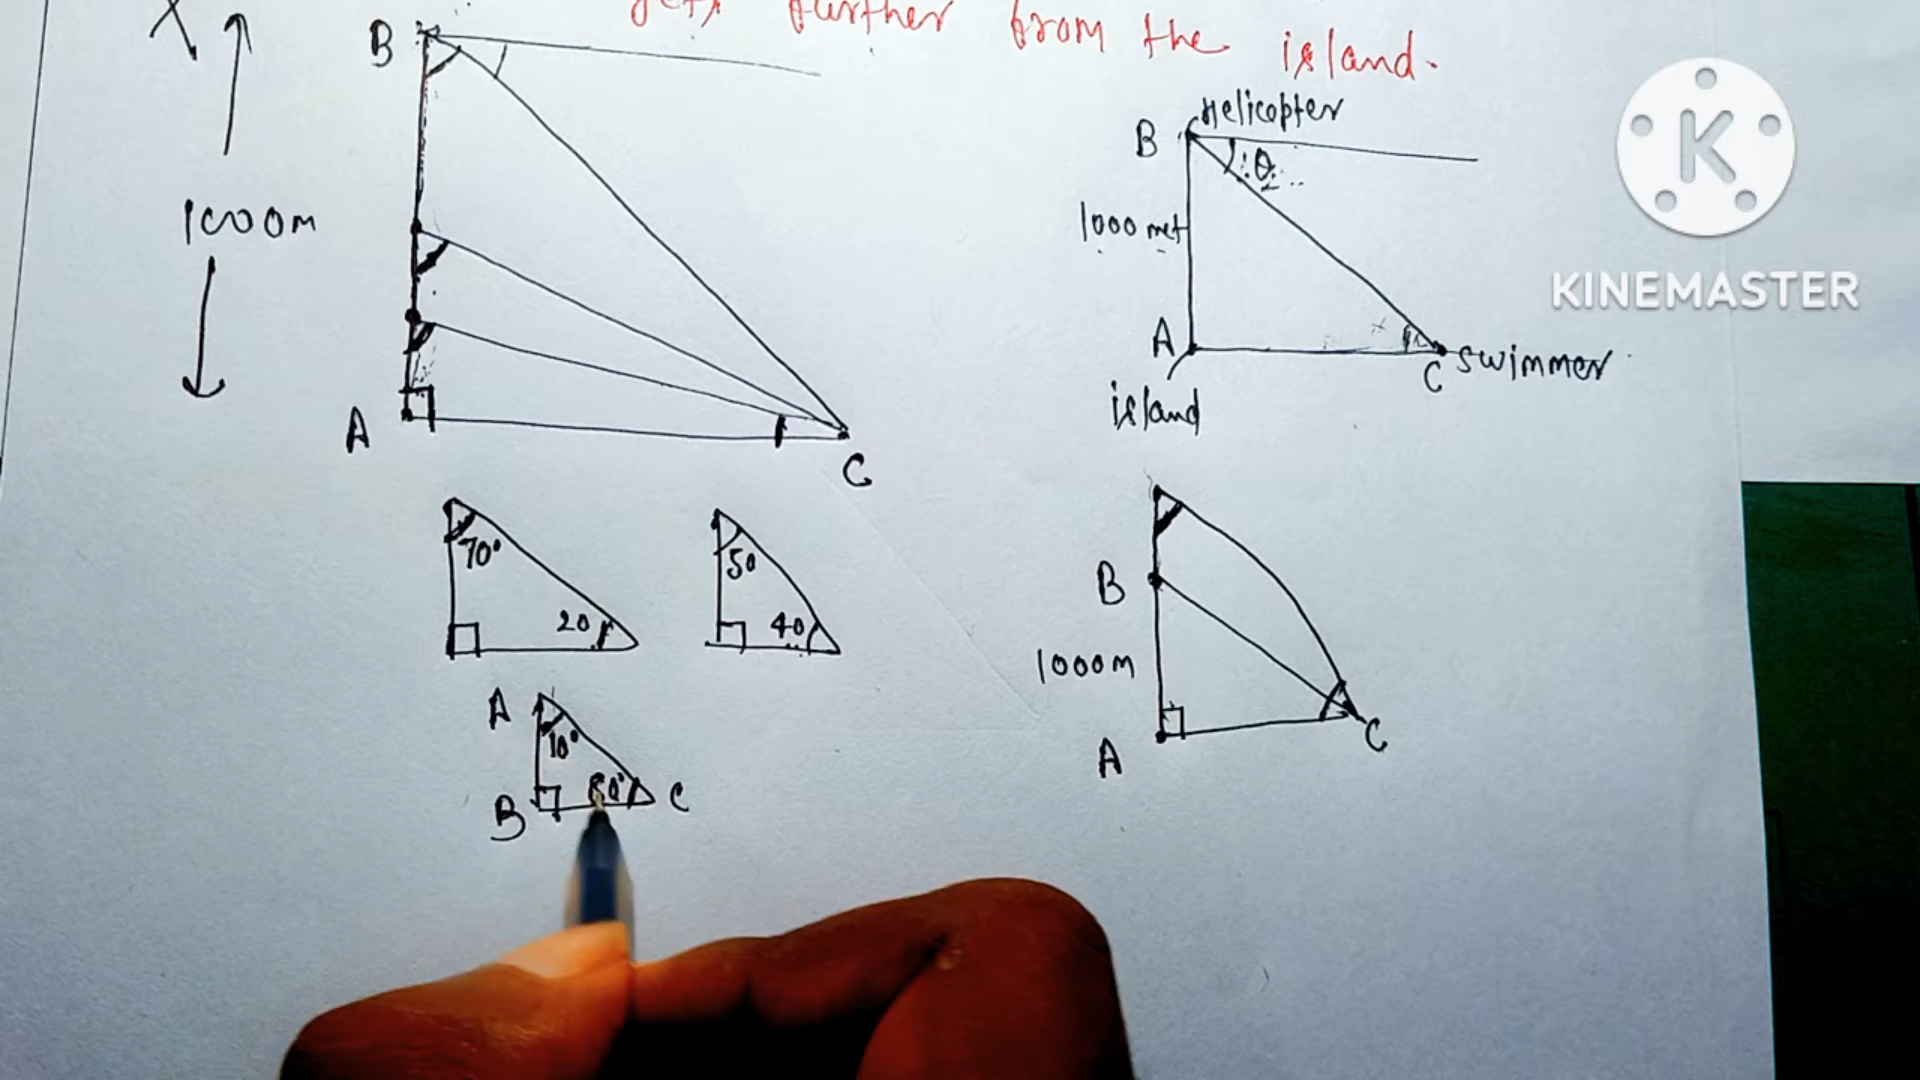 further from the island.
B
1000m
A
C
B Helicopter
θ
1000 met
A
island
C swimmer
KINEMASTER
70°
20
50
40
A
10°
B
80°
C
B
1000m
A
C